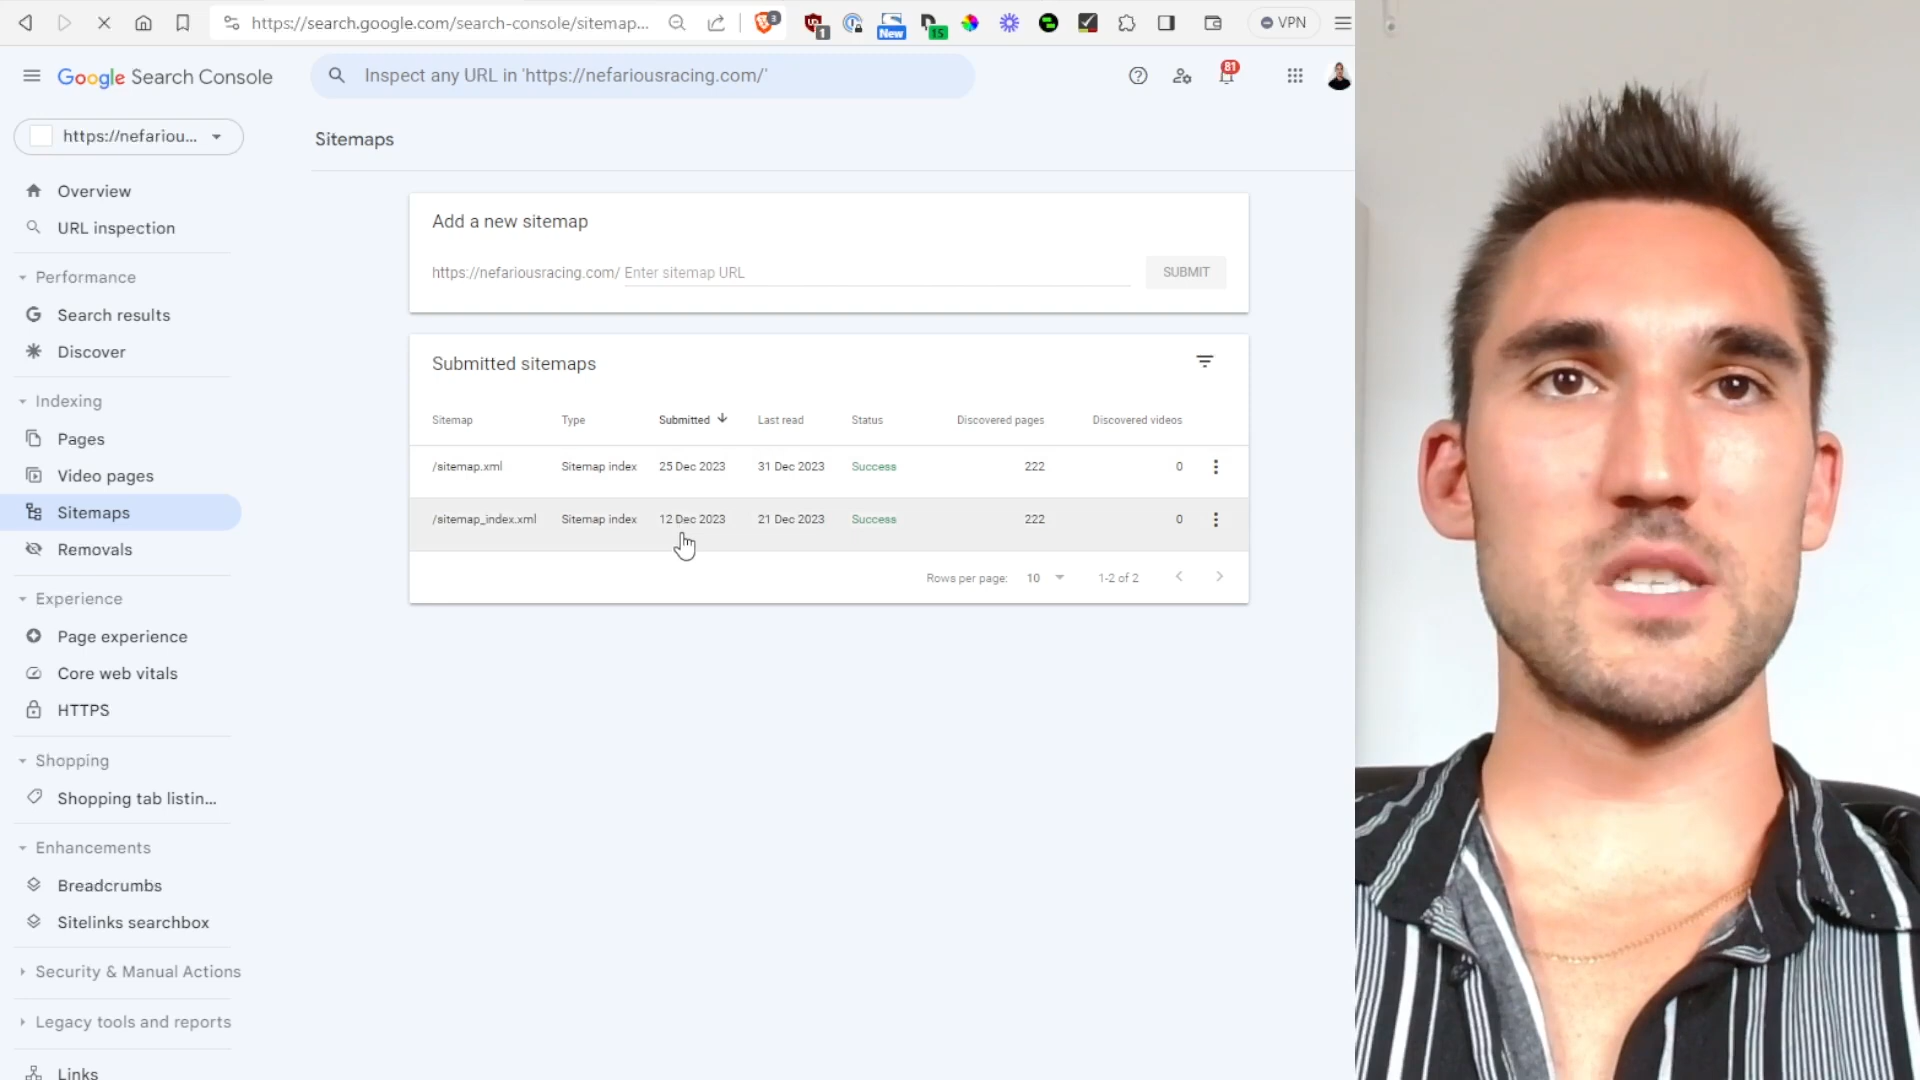 https://search.google.com/search-console/sitemap...
3
1
New
15
VPN
Google Search Console
Inspect any URL in 'https://nefariousracing.com/'
81
https://nefariou...
Sitemaps
Overview
URL inspection
Performance
Search results
Discover
Indexing
Pages
Video pages
Sitemaps
Removals
Experience
Page experience
Core web vitals
HTTPS
Shopping
Shopping tab listin...
Enhancements
Breadcrumbs
Sitelinks searchbox
Security & Manual Actions
Legacy tools and reports
Links
Add a new sitemap
https://nefariousracing.com/ Enter sitemap URL
SUBMIT
Submitted sitemaps
Sitemap Type Submitted Last read Status Discovered pages Discovered videos
/sitemap.xml Sitemap index 25 Dec 2023 31 Dec 2023 Success 222 0
/sitemap_index.xml Sitemap index 12 Dec 2023 21 Dec 2023 Success 222 0
Rows per page: 10 1-2 of 2